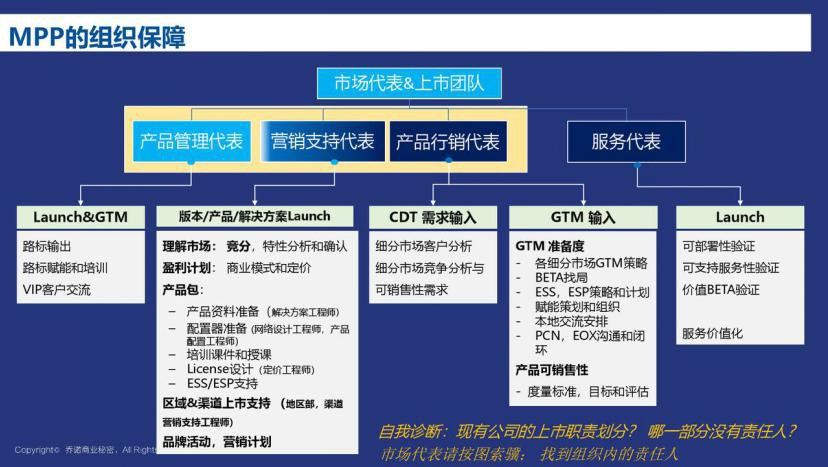 MPP的组织保障
市场代表&上市团队
产品管理代表
营销支持代表
产品行销代表
服务代表
Launch&GTM
路标输出
路标赋能和培训
VIP客户交流
版本/产品/解决方案Launch
理解市场：竞分，特性分析和确认
盈利计划：商业模式和定价
产品包：
– 产品资料准备（解决方案工程师）
– 配置器准备（网络设计工程师，产品
配置工程师）
– 培训课件和授课
– License设计（定价工程师）
– ESS/ESP支持
区域&渠道上市支持 （地区部，渠道
营销支持工程师）
品牌活动，营销计划
CDT 需求输入
细分市场客户分析
细分市场竞争分析与
可销售性需求
GTM 输入
GTM 准备度
- 各细分市场GTM策略
- BETA找局
- ESS，ESP策略和计划
- 赋能策划和组织
- 本地交流安排
- PCN，EOX沟通和闭
环
产品可销售性
- 度量标准，目标和评估
Launch
可部署性验证
可支持服务性验证
价值BETA验证
服务价值化
自我诊断：现有公司的上市职责划分？ 哪一部分没有责任人？
市场代表请按图索骥： 找到组织内的责任人
Copyright© 乔诺商业秘密，All Rights